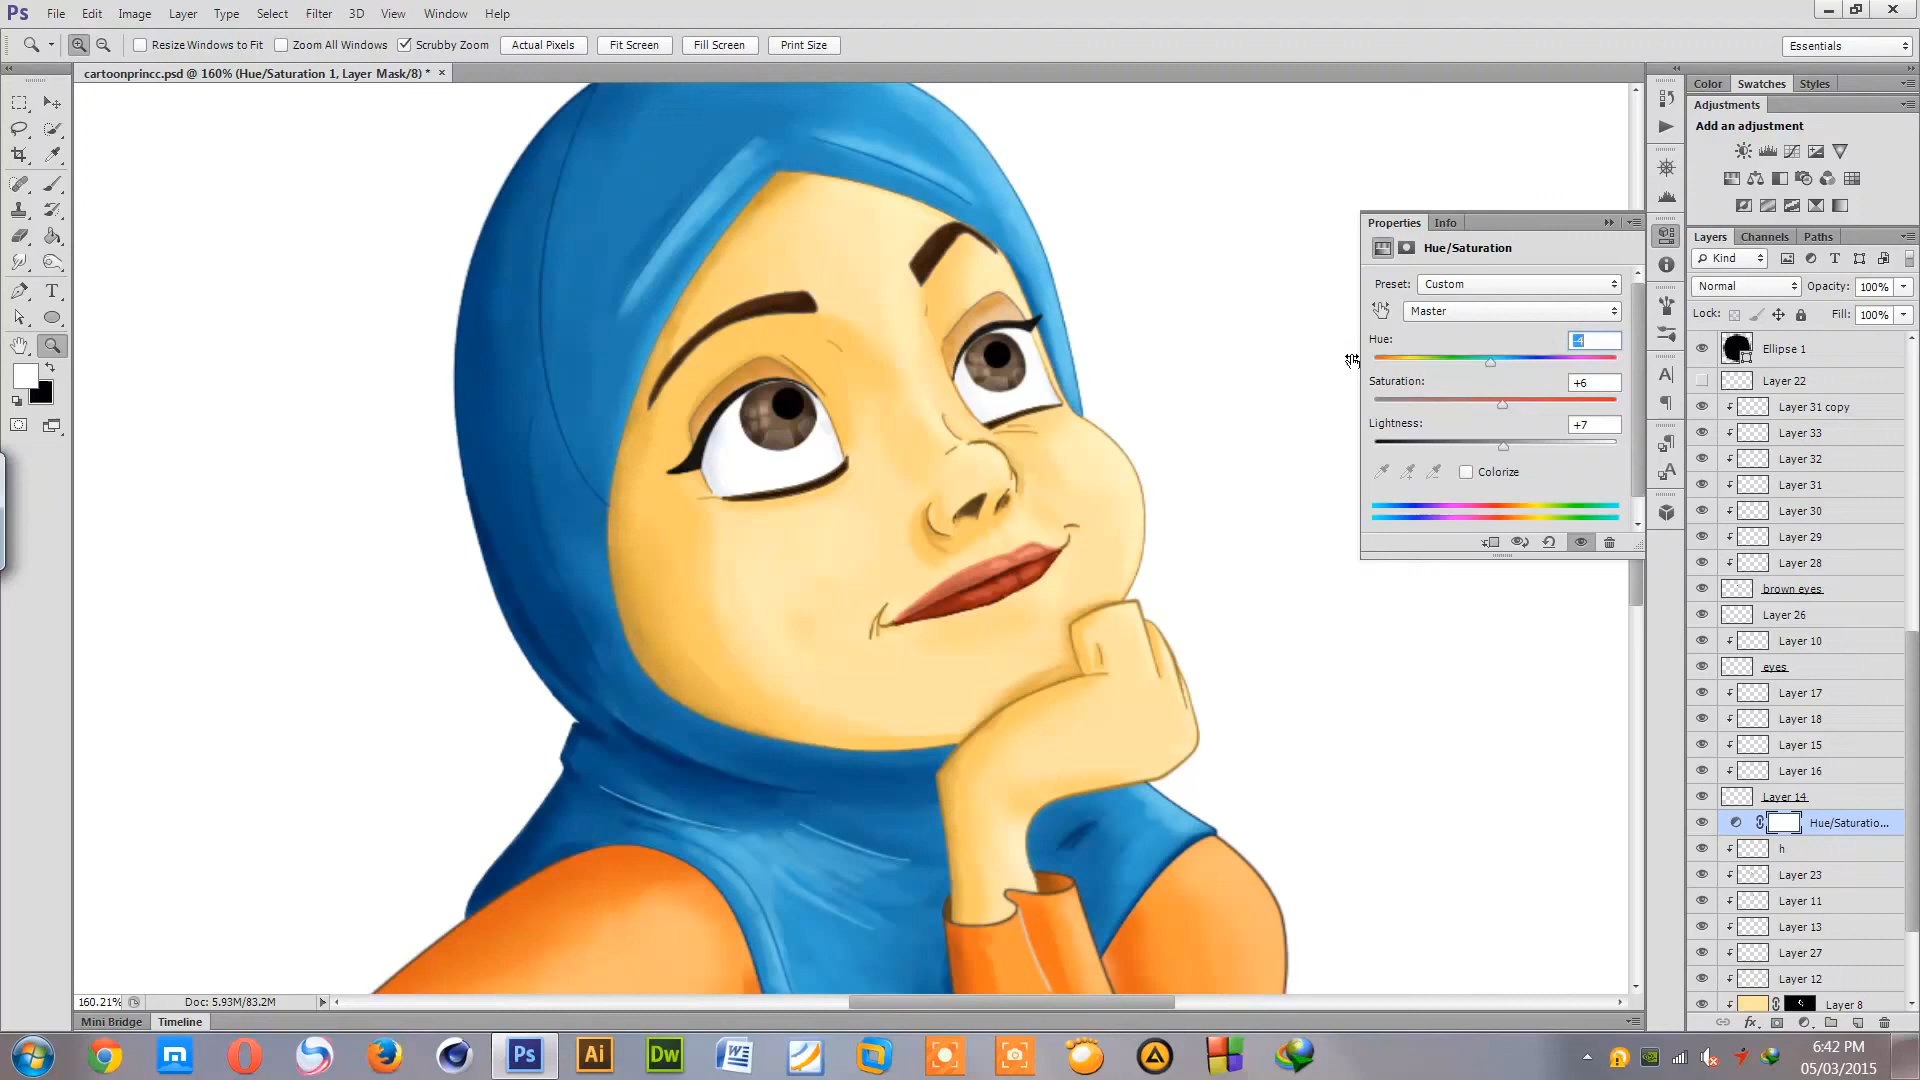 Ps File Edit Image Layer Type Select Filter 3D View Window Help
Resize Windows to Fit Zoom All Windows Scrubby Zoom Actual Pixels Fit Screen Fill Screen Print Size Essentials
cartoonprincc.psd @ 160% (Hue/Saturation 1, Layer Mask/8) * ×
Color Swatches Styles
Adjustments
Add an adjustment
Properties Info
Hue/Saturation
Preset: Custom
Master
Hue: -4
Saturation: +6
Lightness: +7
Colorize
Layers Channels Paths
Kind
Normal Opacity: 100%
Lock: Fill: 100%
Ellipse 1
Layer 22
Layer 31 copy
Layer 33
Layer 32
Layer 31
Layer 30
Layer 29
Layer 28
brown eyes
Layer 26
Layer 10
eyes
Layer 17
Layer 18
Layer 15
Layer 16
Layer 14
Hue/Saturatio...
h
Layer 23
Layer 11
Layer 13
Layer 27
Layer 12
Layer 8
160.21% Doc: 5.93M/83.2M
Mini Bridge Timeline
Ps Ai Dw
6:42 PM
05/03/2015